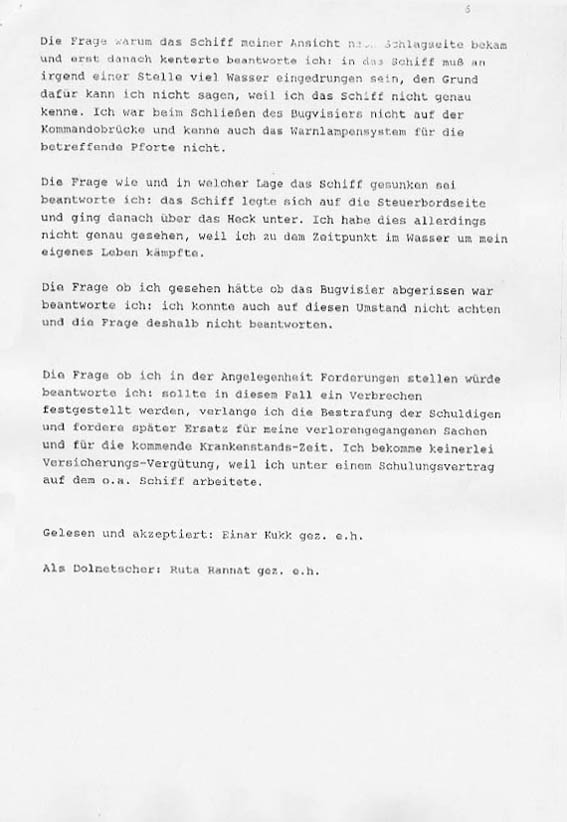 6
Die Frage warum das Schiff meiner Ansicht Schlagseite bekam
und erst danach kenterte beantworte ich: in das Schiff muß an
irgend einer Stelle viel Wasser eingedrungen sein, den Grund
dafür kann ich nicht sagen, weil ich das Schiff nicht genau
kenne. Ich war beim Schließen des Bugvisiers nicht auf der
Kommandobrücke und kenne auch das Warnlampensystem für die
betreffende Pforte nicht.
Die Frage wie und in welcher Lage das Schiff gesunken sei
beantworte ich: das Schiff legte sich auf die Steuerbordseite
und ging danach über das Heck unter. Ich habe dies allerdings
nicht genau gesehen, weil ich zu dem Zeitpunkt im Wasser um mein
eigenes Leben kämpfte.
Die Frage ob ich gesehen hätte ob das Bugvisier abgerissen war
beantworte ich: ich konnte auch auf diesen Umstand nicht achten
und die Frage deshalb nicht beantworten.
Die Frage ob ich in der Angelegenheit Forderungen stellen würde
beantworte ich: sollte in diesem Fall ein Verbrechen
festgestellt werden, verlange ich die Bestrafung der Schuldigen
und fordere später Ersatz für meine verlorengegangenen Sachen
und für die kommende Krankenstands-Zeit. Ich bekomme keinerlei
Versicherungs-Vergütung, weil ich unter einem Schulungsvertrag
auf dem o.a. Schiff arbeitete.
Gelesen und akzeptiert: Einar Kukk gez. e.h.
Als Dolmetscher: Ruta Rannat gez. e.h.